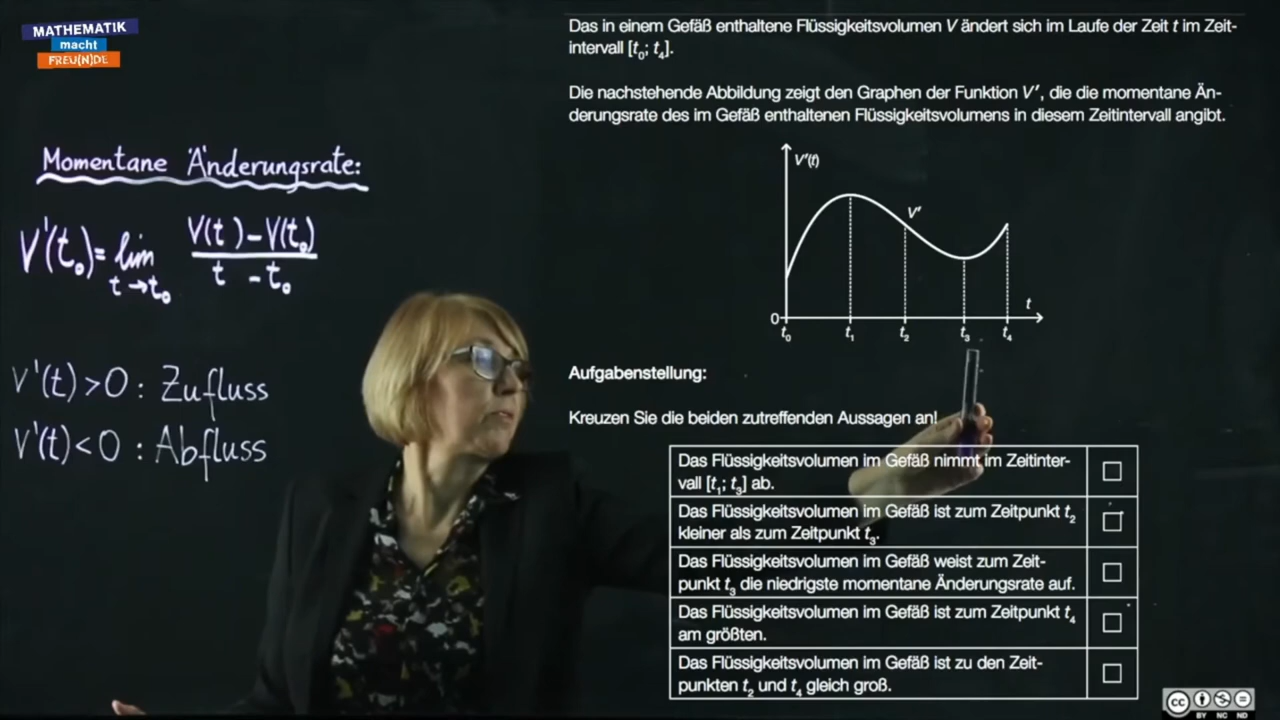 MATHEMATIK
macht
FREU(N)DE
Momentane Änderungsrate:
V'(t₀) = lim t→t₀ V(t) – V(t₀) / t – t₀
V'(t) > 0 : Zufluss
V'(t) < 0 : Abfluss
Das in einem Gefäß enthaltene Flüssigkeitsvolumen V ändert sich im Laufe der Zeit t im Zeit-
intervall [t₀; t₄].
Die nachstehende Abbildung zeigt den Graphen der Funktion V′, die die momentane Än-
derungsrate des im Gefäß enthaltenen Flüssigkeitsvolumens in diesem Zeitintervall angibt.
V′(t)
V′
t
0
t₀ t₁ t₂ t₃ t₄
Aufgabenstellung:
Kreuzen Sie die beiden zutreffenden Aussagen an!
Das Flüssigkeitsvolumen im Gefäß nimmt im Zeitinter-
vall [t₁; t₃] ab.
Das Flüssigkeitsvolumen im Gefäß ist zum Zeitpunkt t₂
kleiner als zum Zeitpunkt t₃.
Das Flüssigkeitsvolumen im Gefäß weist zum Zeit-
punkt t₃ die niedrigste momentane Änderungsrate auf.
Das Flüssigkeitsvolumen im Gefäß ist zum Zeitpunkt t₄
am größten.
Das Flüssigkeitsvolumen im Gefäß ist zu den Zeit-
punkten t₂ und t₄ gleich groß.
CC
BY NC ND